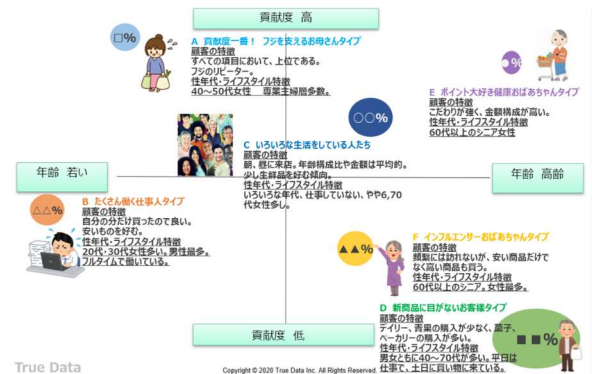 貢献度 高
□%
A 貢献度一番! フジを支えるお母さんタイプ
顧客の特徴
すべての項目において、上位である。
フジのリピーター。
性年代・ライフスタイル特徴
40~50代女性 専業主婦層多数。
●%
E ポイント大好き健康おばあちゃんタイプ
顧客の特徴
こだわりが強く、金額構成が高い。
性年代・ライフスタイル特徴
60代以上のシニア女性
○○%
C いろいろな生活をしている人たち
顧客の特徴
朝、昼に来店。年齢構成比や金額は平均的。
少し生鮮品を好む傾向。
性年代・ライフスタイル特徴
いろいろな年代、仕事していない、やや6,70
代女性多し。
年齢 若い
年齢 高齢
△△%
B たくさん働く仕事人タイプ
顧客の特徴
自分の分だけ買ったので良い。
安いものを好む。
性年代・ライフスタイル特徴
20代・30代女性多い。男性最多。
フルタイムで働いている。
▲▲%
F インフルエンサーおばあちゃんタイプ
顧客の特徴
頻繁には訪れないが、安い商品だけで
なく高い商品も買う。
性年代・ライフスタイル特徴
60代以上のシニア。女性最多。
D 新商品に目がないお客様タイプ
顧客の特徴
デイリー、青果の購入が少なく、菓子、
ベーカリーの購入が多い。
性年代・ライフスタイル特徴
男女ともに40~70代が多い。平日は
仕事で、土日に買い物に来ている。
■■%
貢献度 低
True Data
Copyright © 2020 True Data Inc. All Rights Reserved.